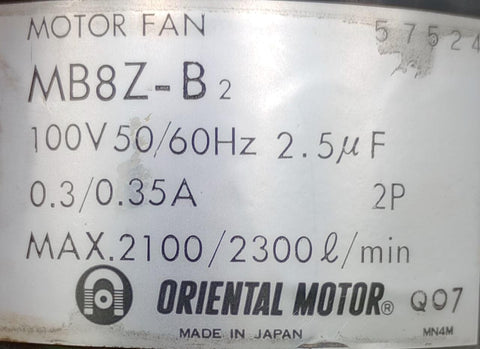 MOTOR FAN 57524
MB8Z-B2
100V 50/60Hz 2.5μF
0.3/0.35A 2P
MAX.2100/2300ℓ/min
ORIENTAL MOTOR® Q07
MADE IN JAPAN MN4M